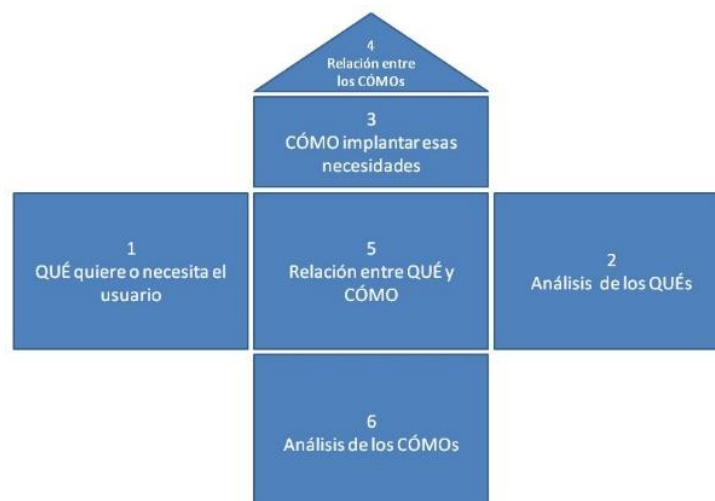 4
Relación entre
los CÓMOs
3
CÓMO implantar esas
necesidades
1
QUÉ quiere o necesita el
usuario
5
Relación entre QUÉ y
CÓMO
2
Análisis de los QUÉs
6
Análisis de los CÓMOs